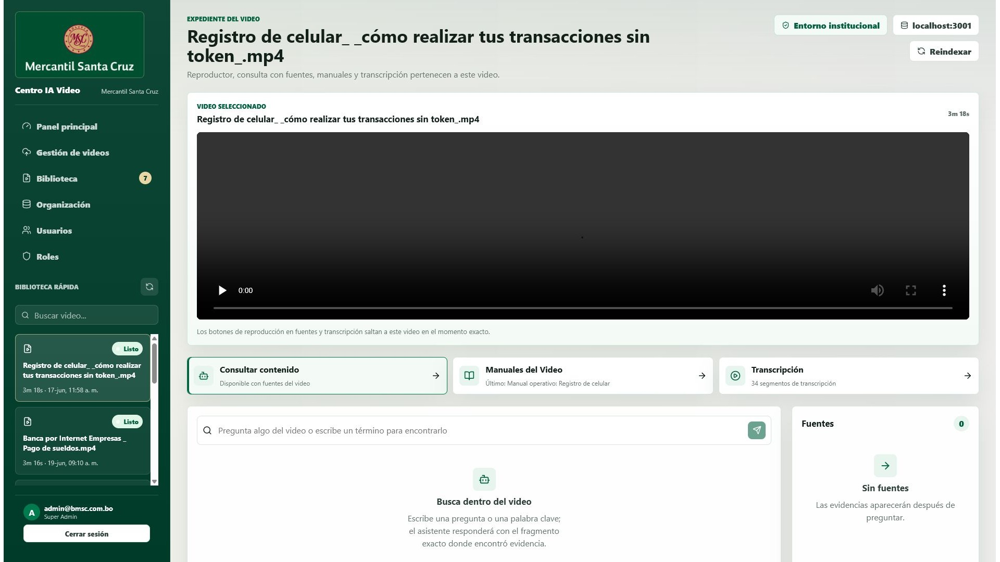 BOLIVIA
MSC
1905
Mercantil Santa Cruz
Centro IA Video
Mercantil Santa Cruz
Panel principal
Gestión de videos
Biblioteca
7
Organización
Usuarios
Roles
BIBLIOTECA RÁPIDA
Buscar video...
Listo
Registro de celular_ _cómo realizar
tus transacciones sin token_.mp4
3m 18s · 17-jun, 11:58 a. m.
Listo
Banca por Internet Empresas _
Pago de sueldos.mp4
3m 16s · 19-jun, 09:10 a. m.
A
admin@bmsc.com.bo
Super Admin
Cerrar sesión
EXPEDIENTE DEL VIDEO
Registro de celular_ _cómo realizar tus transacciones sin
token_.mp4
Reproductor, consulta con fuentes, manuales y transcripción pertenecen a este video.
Entorno institucional
localhost:3001
Reindexar
VIDEO SELECCIONADO
Registro de celular_ _cómo realizar tus transacciones sin token_.mp4
3m 18s
0:00
Los botones de reproducción en fuentes y transcripción saltan a este video en el momento exacto.
Consultar contenido
Disponible con fuentes del video
Manuales del Video
Último: Manual operativo: Registro de celular
Transcripción
34 segmentos de transcripción
Pregunta algo del video o escribe un término para encontrarlo
Busca dentro del video
Escribe una pregunta o una palabra clave;
el asistente responderá con el fragmento
exacto donde encontró evidencia.
Fuentes
0
Sin fuentes
Las evidencias aparecerán después de
preguntar.